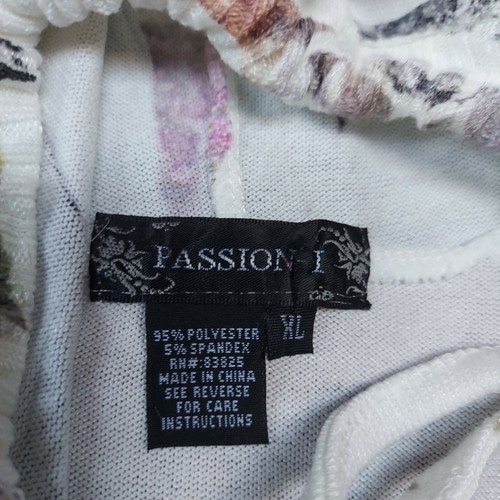 PASSION-I
XL
95% POLYESTER
5% SPANDEX
RN#:83825
MADE IN CHINA
SEE REVERSE
FOR CARE
INSTRUCTIONS